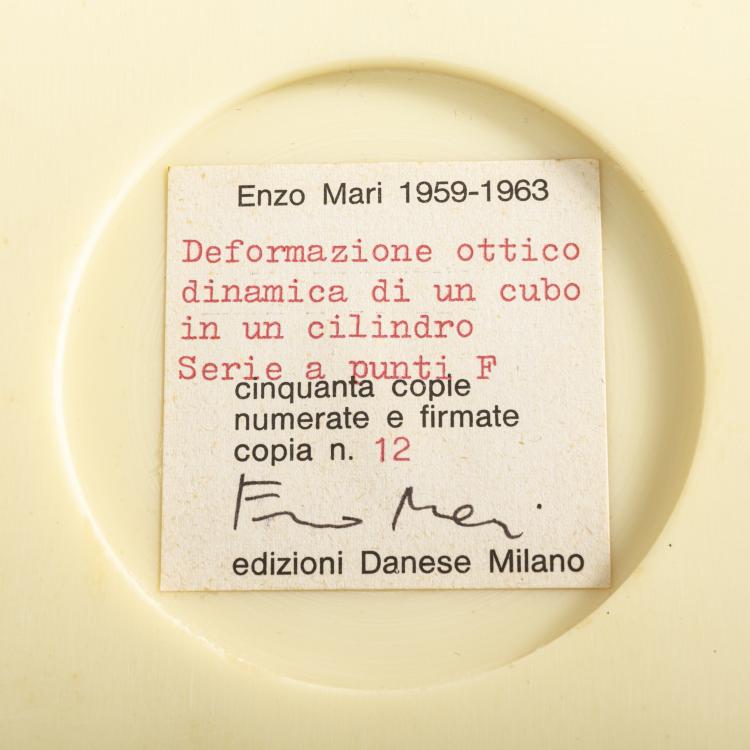 Enzo Mari 1959-1963
Deformazione ottico
dinamica di un cubo
in un cilindro
Serie a punti F
cinquanta copie
numerate e firmate
copia n. 12
Enzo Mari
edizioni Danese Milano